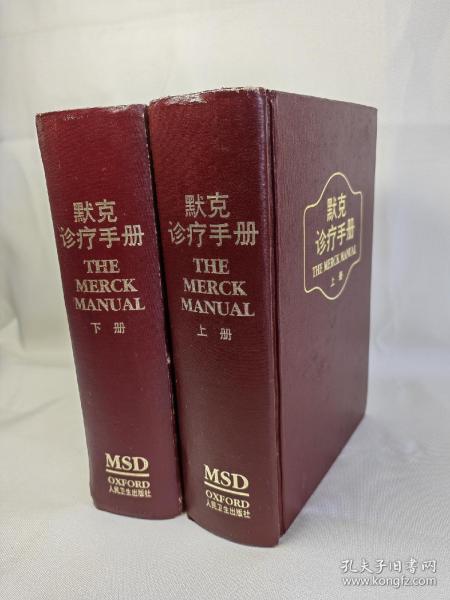 默克
诊疗手册
THE
MERCK
MANUAL
下册
MSD
OXFORD
人民卫生出版社
默克
诊疗手册
THE
MERCK
MANUAL
上册
MSD
OXFORD
人民卫生出版社
默克
诊疗手册
THE MERCK MANUAL
上册
孔夫子旧书网
www.kongfz.com